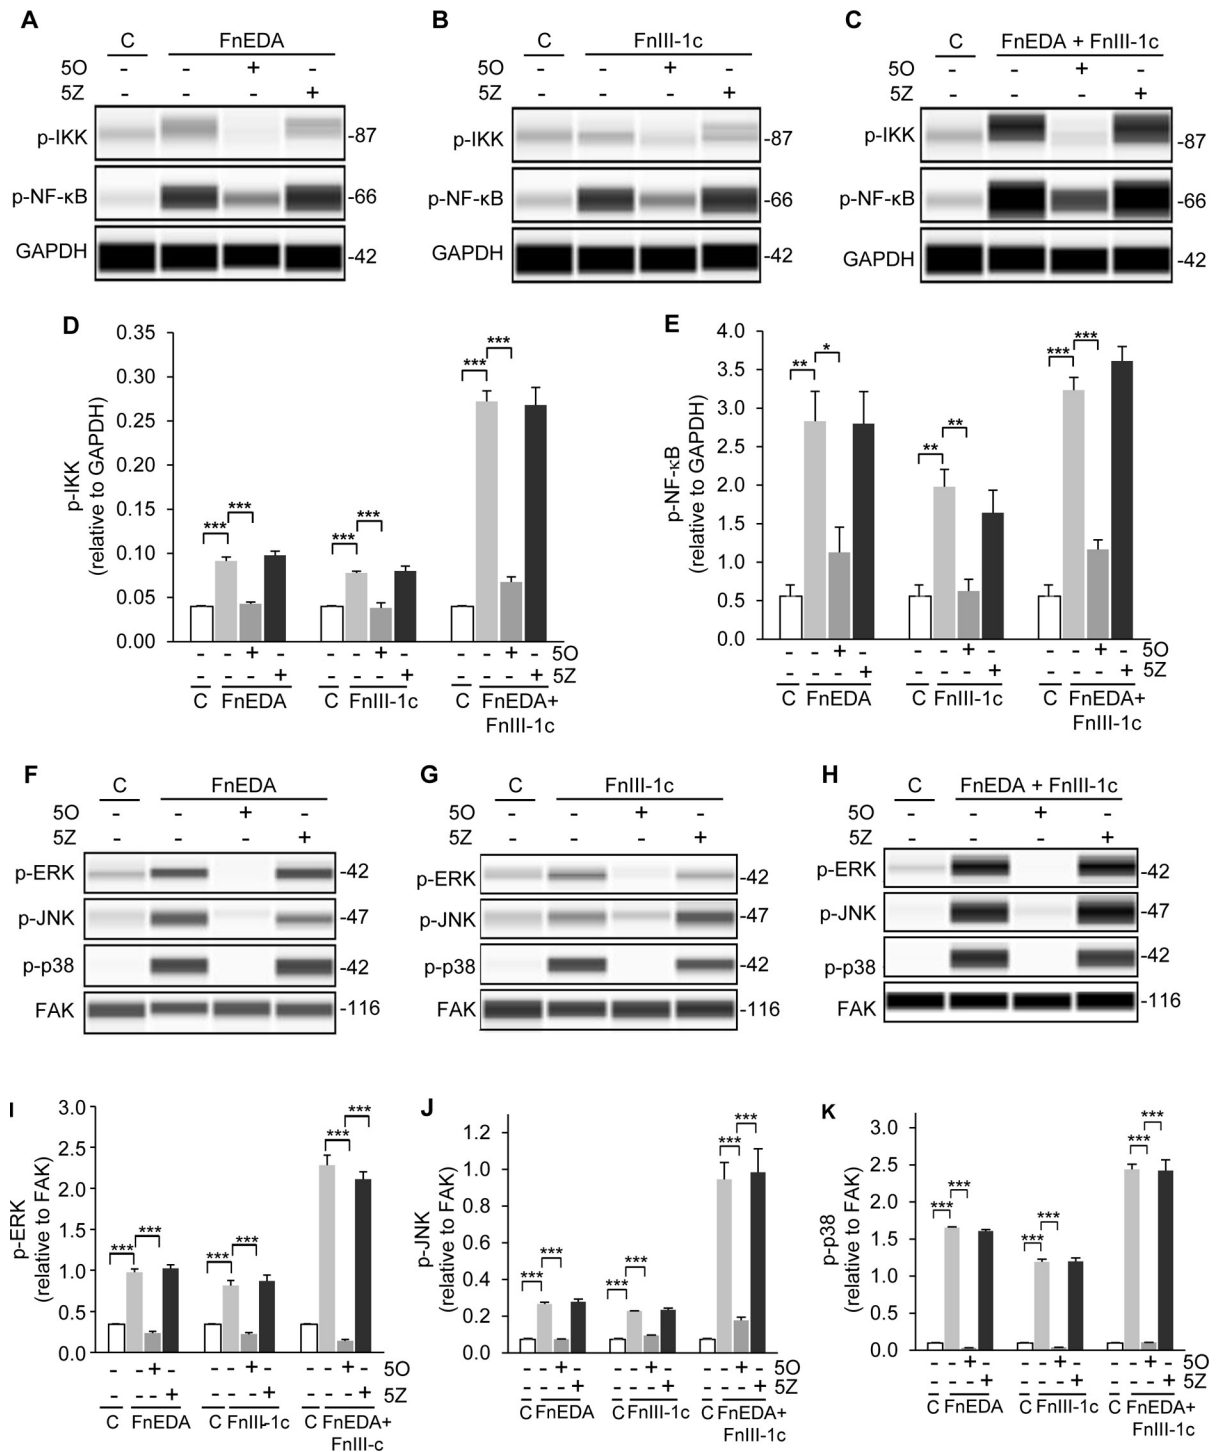 A
C FnEDA
5O - - + -
5Z - - - +
p-IKK -87
p-NF-κB -66
GAPDH -42
B
C FnIII-1c
- - + -
- - - +
p-IKK -87
p-NF-κB -66
GAPDH -42
C
C FnEDA + FnIII-1c
5O - - + -
5Z - - - +
p-IKK -87
p-NF-κB -66
GAPDH -42
D
p-IKK
(relative to GAPDH)
0.35
0.30
0.25
0.20
0.15
0.10
0.05
0.00
*** *** *** *** *** ***
- - + - - - + - - - + - 5O
- - - + - - - + - - - + 5Z
C FnEDA C FnIII-1c C FnEDA+
FnIII-1c
E
p-NF-κB
(relative to GAPDH)
4.0
3.5
3.0
2.5
2.0
1.5
1.0
0.5
0.0
** * ** ** *** ***
- - + - - - + - - - + - 5O
- - - + - - - + - - - + 5Z
C FnEDA C FnIII-1c C FnEDA+
FnIII-1c
F
C FnEDA
5O - - + -
5Z - - - +
p-ERK -42
p-JNK -47
p-p38 -42
FAK -116
G
C FnIII-1c
5O - - + -
5Z - - - +
p-ERK -42
p-JNK -47
p-p38 -42
FAK -116
H
C FnEDA + FnIII-1c
5O - - + -
5Z - - - +
p-ERK -42
p-JNK -47
p-p38 -42
FAK -116
I
p-ERK
(relative to FAK)
3.0
2.5
2.0
1.5
1.0
0.5
0.0
*** *** *** *** *** ***
- - + - - - + - - - + - 5O
- - - + - - - + - - - + 5Z
C FnEDA C FnIII-1c C FnEDA+
FnIII-c
J
p-JNK
(relative to FAK)
1.2
1.0
0.8
0.6
0.4
0.2
0.0
*** *** *** *** *** ***
- - + - - - + - - - + - 5O
- - - + - - - + - - - + 5Z
C FnEDA C FnIII-1c C FnEDA+
FnIII-1c
K
p-p38
(relative to FAK)
3.0
2.5
2.0
1.5
1.0
0.5
0.0
*** *** *** *** *** ***
- - + - - - + - - - + - 5O
- - - + - - - + - - - + 5Z
C FnEDA C FnIII-1c C FnEDA+
FnIII-1c